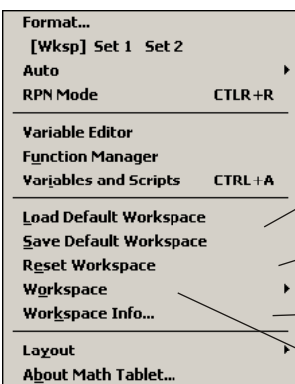 Format...
[Wksp] Set 1 Set 2
Auto
RPN Mode CTLR+R
Variable Editor
Function Manager
Variables and Scripts CTRL+A
Load Default Workspace
Save Default Workspace
Reset Workspace
Workspace
Workspace Info...
Layout
About Math Tablet...